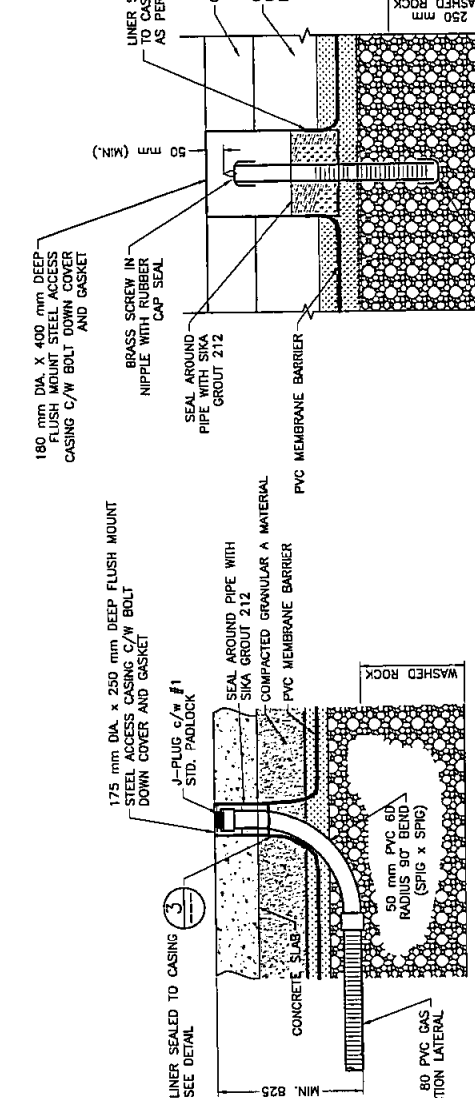 LINER S
TO CAS
AS PER
250 mm
WASHED ROCK
180 mm DIA. X 400 mm DEEP
FLUSH MOUNT STEEL ACCESS
CASING C/W BOLT DOWN COVER
AND GASKET
50 mm (MIN.)
BRASS SCREW IN
NIPPLE WITH RUBBER
CAP SEAL
SEAL AROUND
PIPE WITH SIKA
GROUT 212
PVC MEMBRANE BARRIER
175 mm DIA. x 250 mm DEEP FLUSH MOUNT
STEEL ACCESS CASING C/W BOLT
DOWN COVER AND GASKET
J-PLUG c/w #1
STD. PADLOCK
SEAL AROUND PIPE WITH
SIKA GROUT 212
COMPACTED GRANULAR A MATERIAL
PVC MEMBRANE BARRIER
3
LINER SEALED TO CASING
SEE DETAIL
CONCRETE SLAB
50 mm PVC 6D
RADIUS 90° BEND
(SPIG x SPIG)
WASHED ROCK
MIN. 825
80 PVC GAS
TION LATERAL